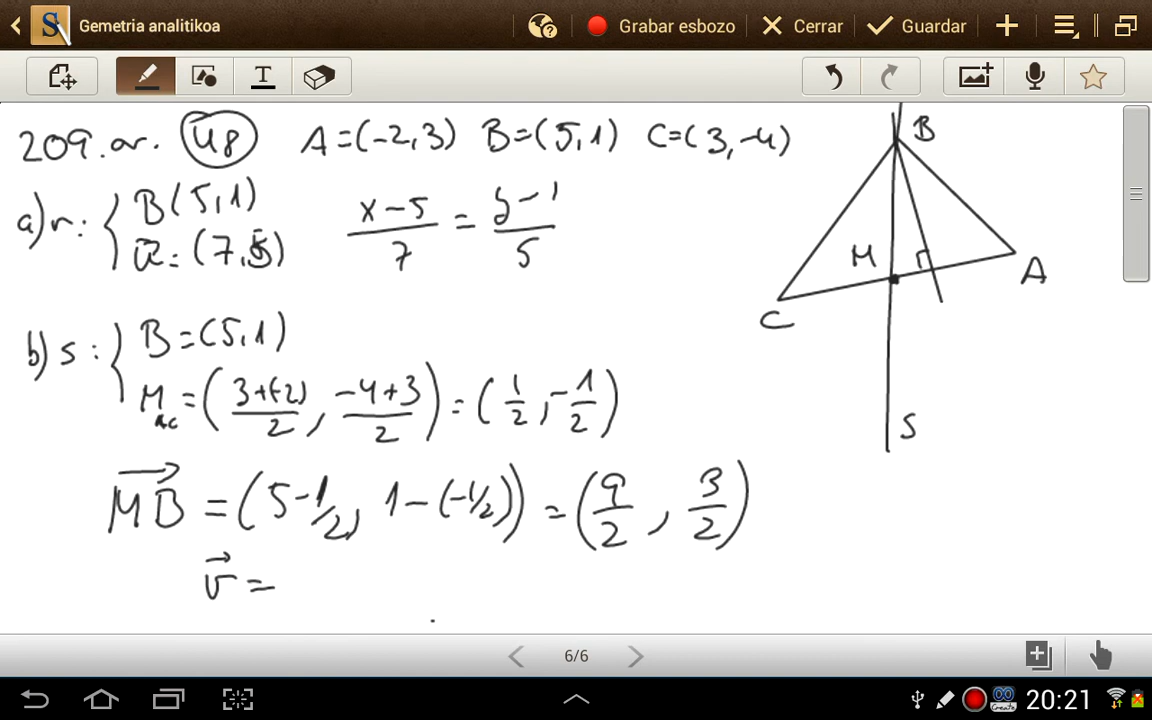 Gemetria analitikoa Grabar esbozo Cerrar Guardar
209. or. 48 A=(-2,3) B=(5,1) C=(3,-4)
a) r: { B(5,1)
u=(7,5)
x-5/7 = y-1/5
b) s: { B=(5,1)
M_AC = (3+(-2)/2, -4+3/2) = (1/2, -1/2)
MB = (5-1/2, 1-(-1/2)) = (9/2, 3/2)
v =
B
M
A
C
S
6/6
20:21